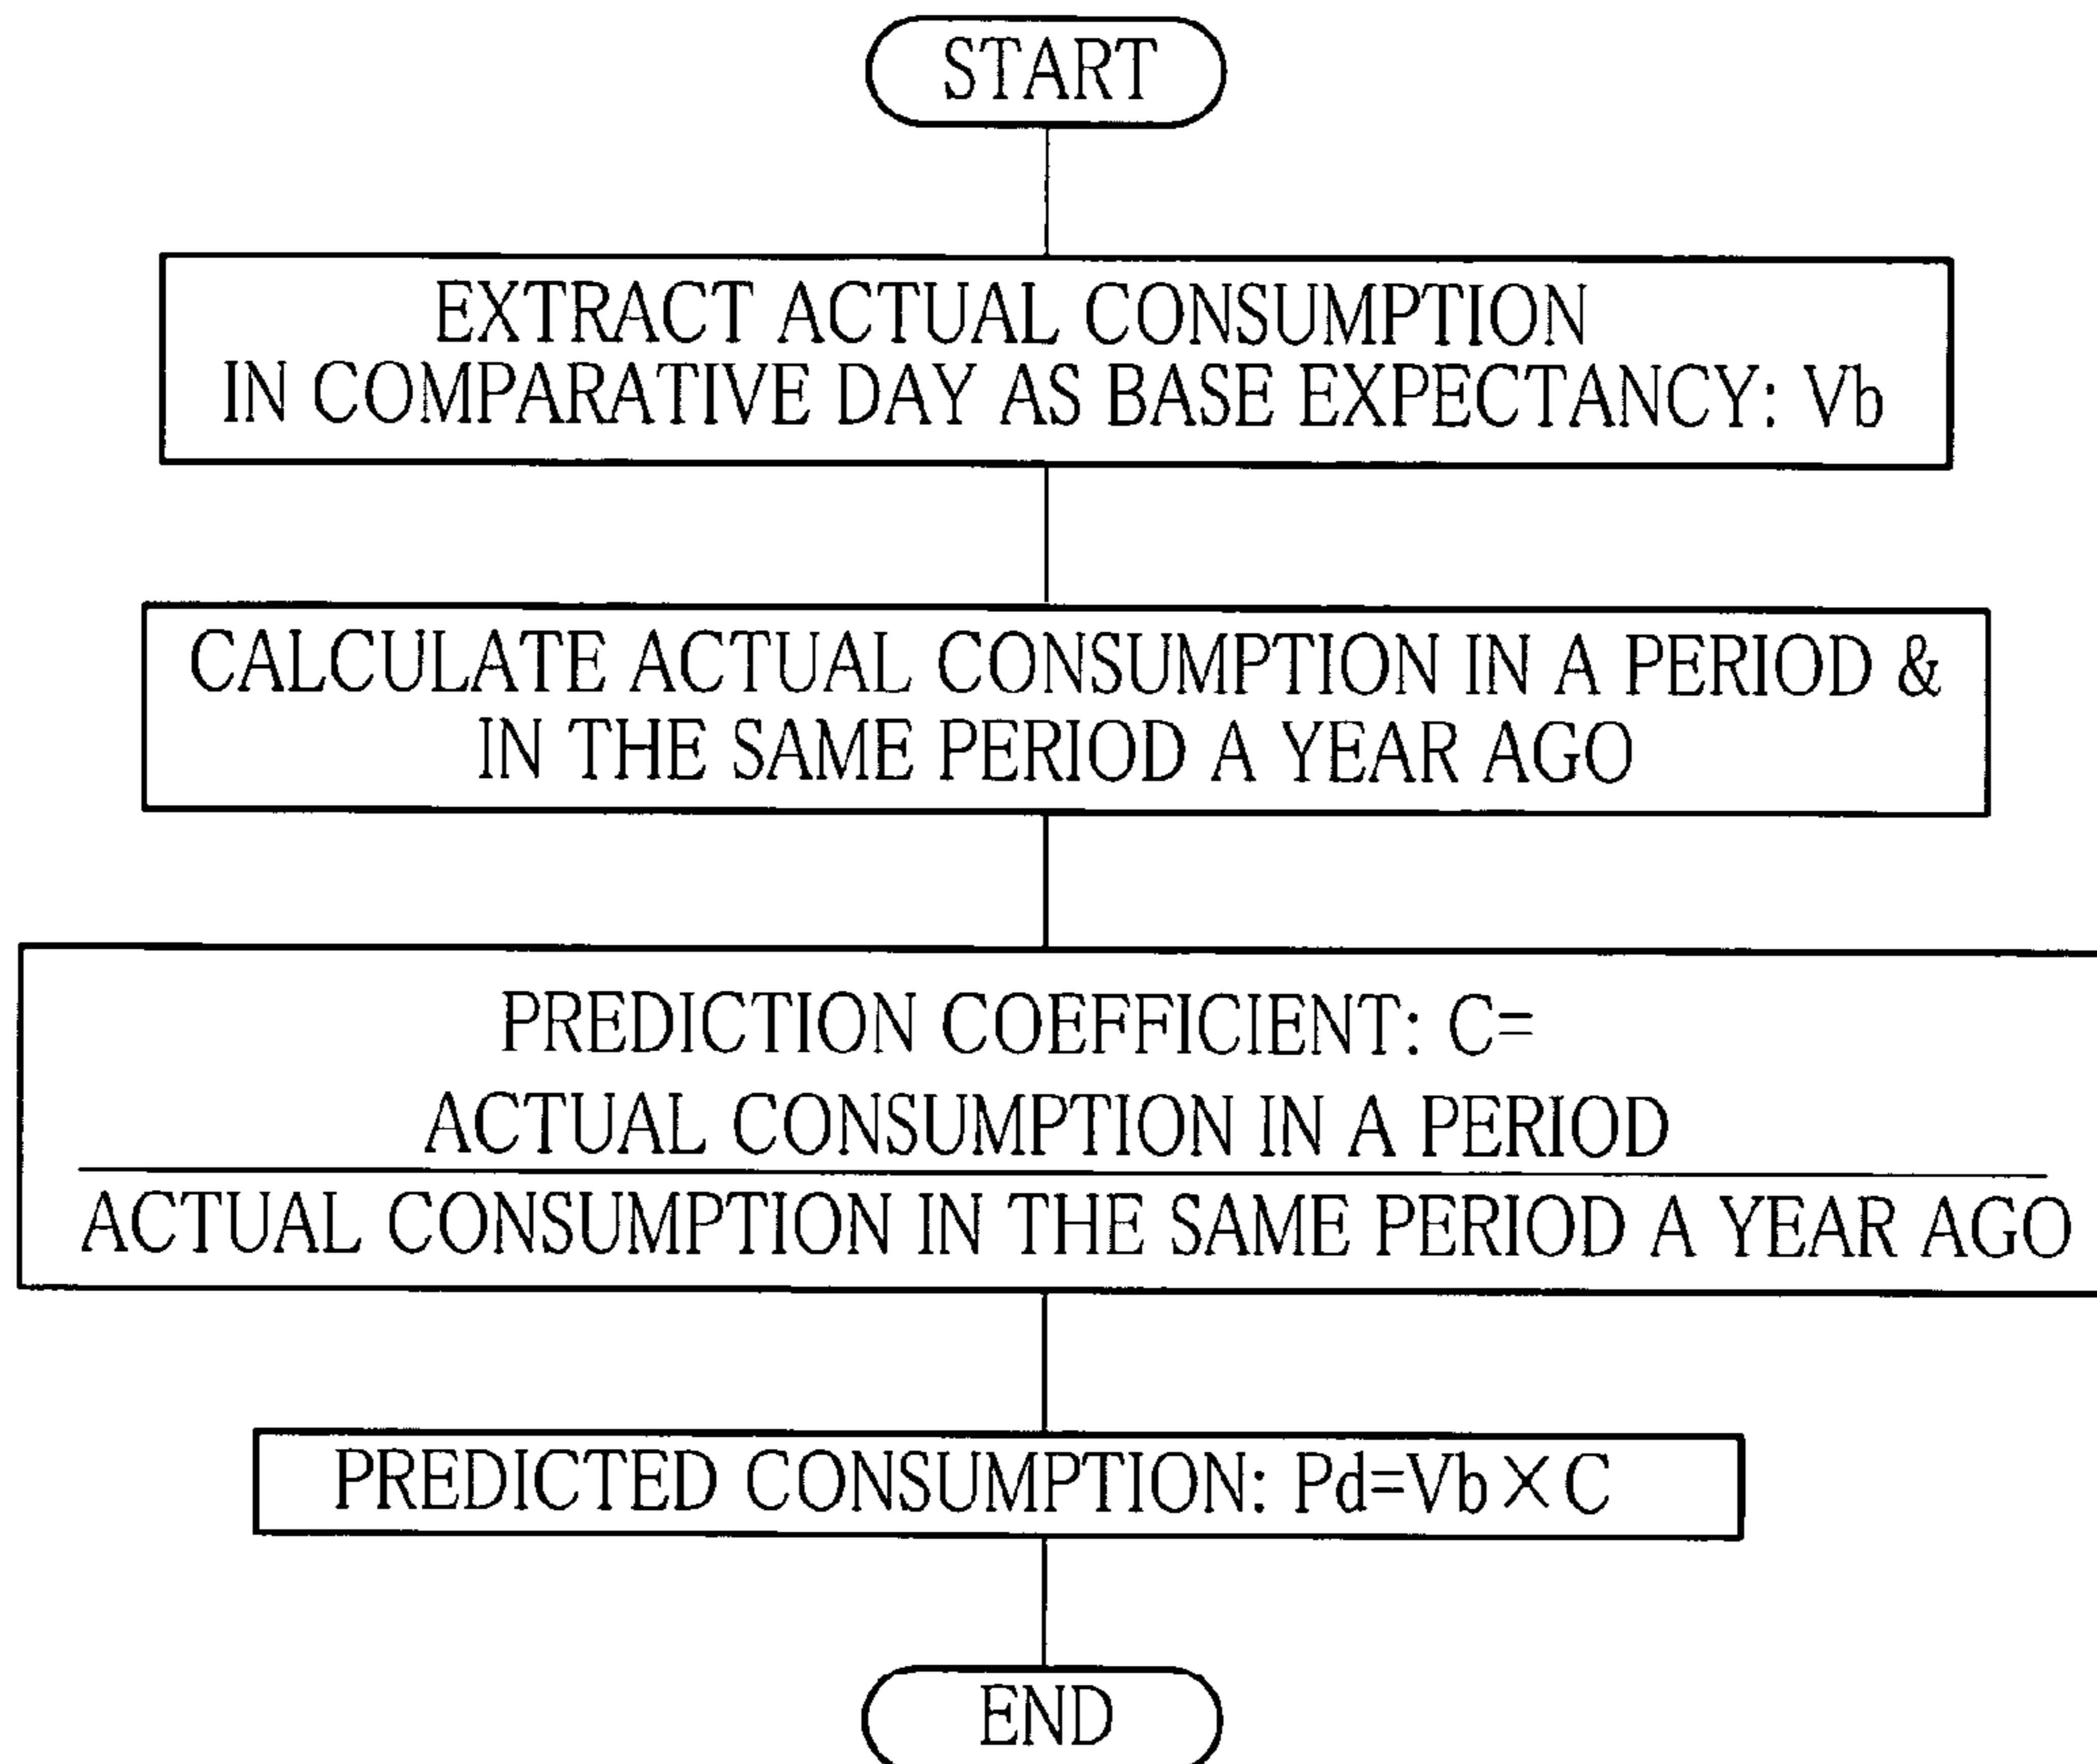 START
EXTRACT ACTUAL CONSUMPTION
IN COMPARATIVE DAY AS BASE EXPECTANCY: Vb
CALCULATE ACTUAL CONSUMPTION IN A PERIOD &
IN THE SAME PERIOD A YEAR AGO
PREDICTION COEFFICIENT: C=
ACTUAL CONSUMPTION IN A PERIOD
ACTUAL CONSUMPTION IN THE SAME PERIOD A YEAR AGO
PREDICTED CONSUMPTION: Pd=Vb×C
END